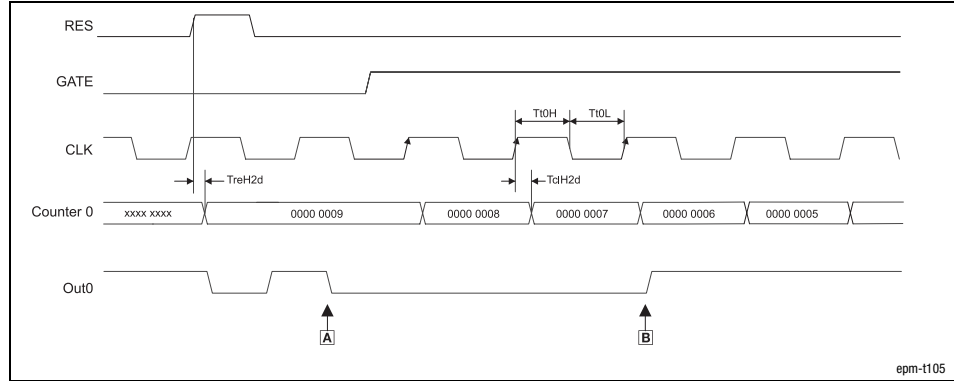 RES
GATE
Tt0H Tt0L
CLK
TreH2d TclH2d
Counter 0 xxxx xxxx 0000 0009 0000 0008 0000 0007 0000 0006 0000 0005
Out0
A B
epm-t105